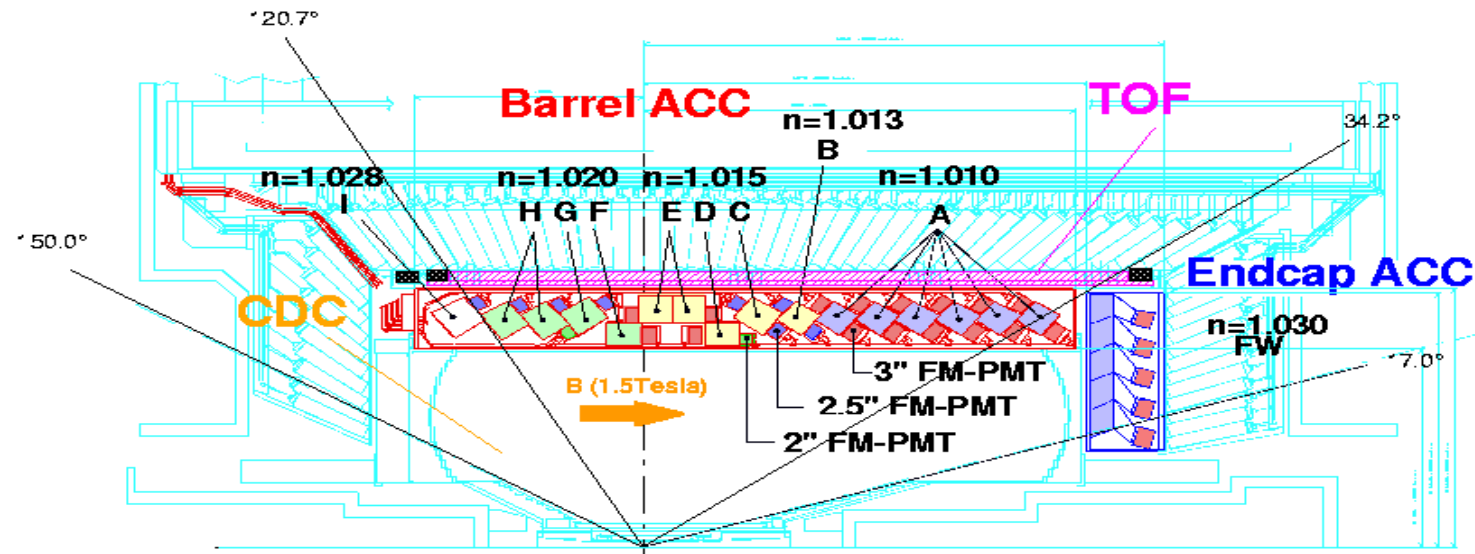 120.7°
Barrel ACC
TOF
n=1.013
B
34.2°
n=1.028
I
n=1.020
n=1.015
n=1.010
H G F E D C
A
150.0°
Endcap ACC
CDC
n=1.030
FW
17.0°
3" FM-PMT
B (1.5Tesla)
2.5" FM-PMT
2" FM-PMT